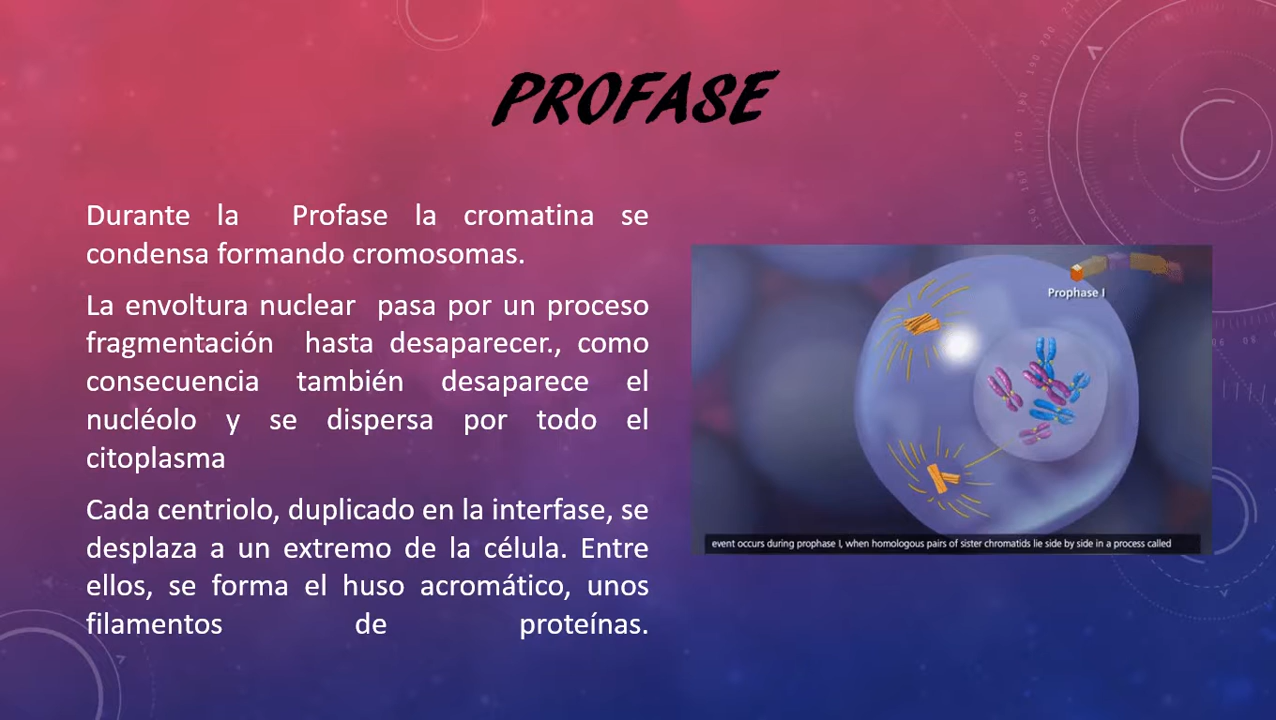 PROFASE
Durante la Profase la cromatina se
condensa formando cromosomas.
La envoltura nuclear pasa por un proceso
fragmentación hasta desaparecer., como
consecuencia también desaparece el
nucléolo y se dispersa por todo el
citoplasma
Cada centriolo, duplicado en la interfase, se
desplaza a un extremo de la célula. Entre
ellos, se forma el huso acromático, unos
filamentos de proteínas.
Prophase I
event occurs during prophase I, when homologous pairs of sister chromatids lie side by side in a process called